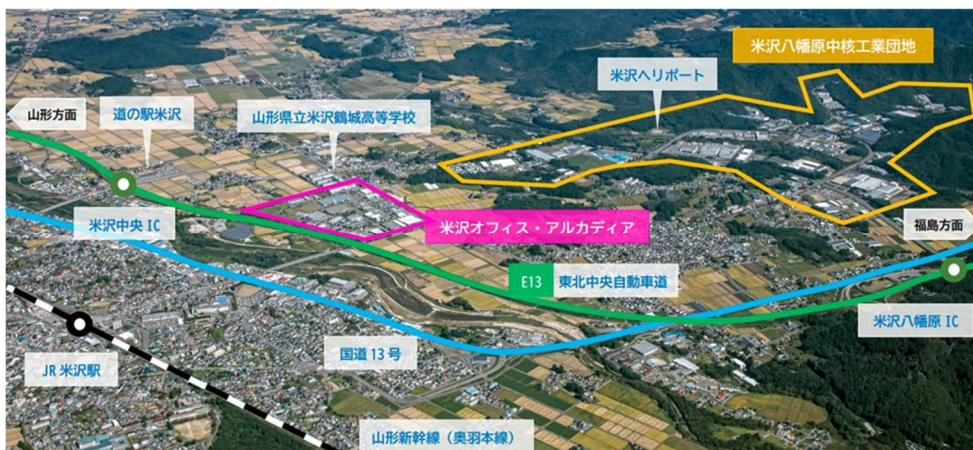 米沢八幡原中核工業団地
米沢ヘリポート
山形方面
道の駅米沢
山形県立米沢鶴城高等学校
米沢中央 IC
米沢オフィス・アルカディア
福島方面
E13 東北中央自動車道
米沢八幡原 IC
国道13号
JR 米沢駅
山形新幹線（奥羽本線）